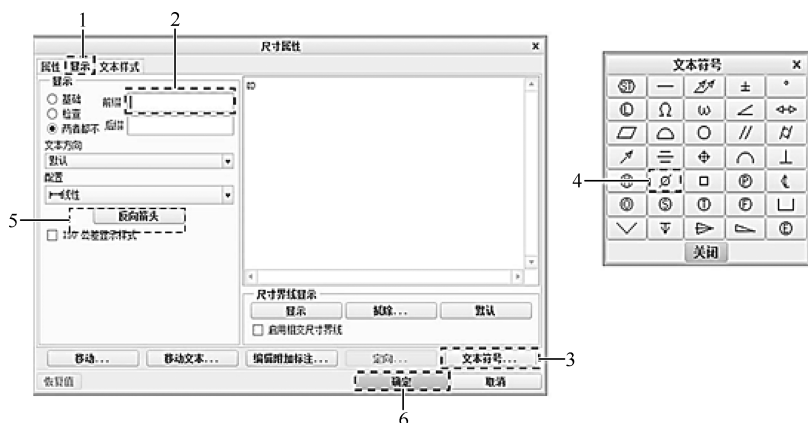 1
2
尺寸属性 x
属性 显示 文本样式
显示
基础
检查
两者都不
前缀
后缀
文本方向
默认
配置
线性
5
反向箭头
ISO 公差显示样式
尺寸界线显示
显示 拭除... 默认
启用相交尺寸界线
移动... 移动文本... 编辑附加标注... 定向... 文本符号... 3
恢复值 确定 取消
6
文本符号 x
4
关闭